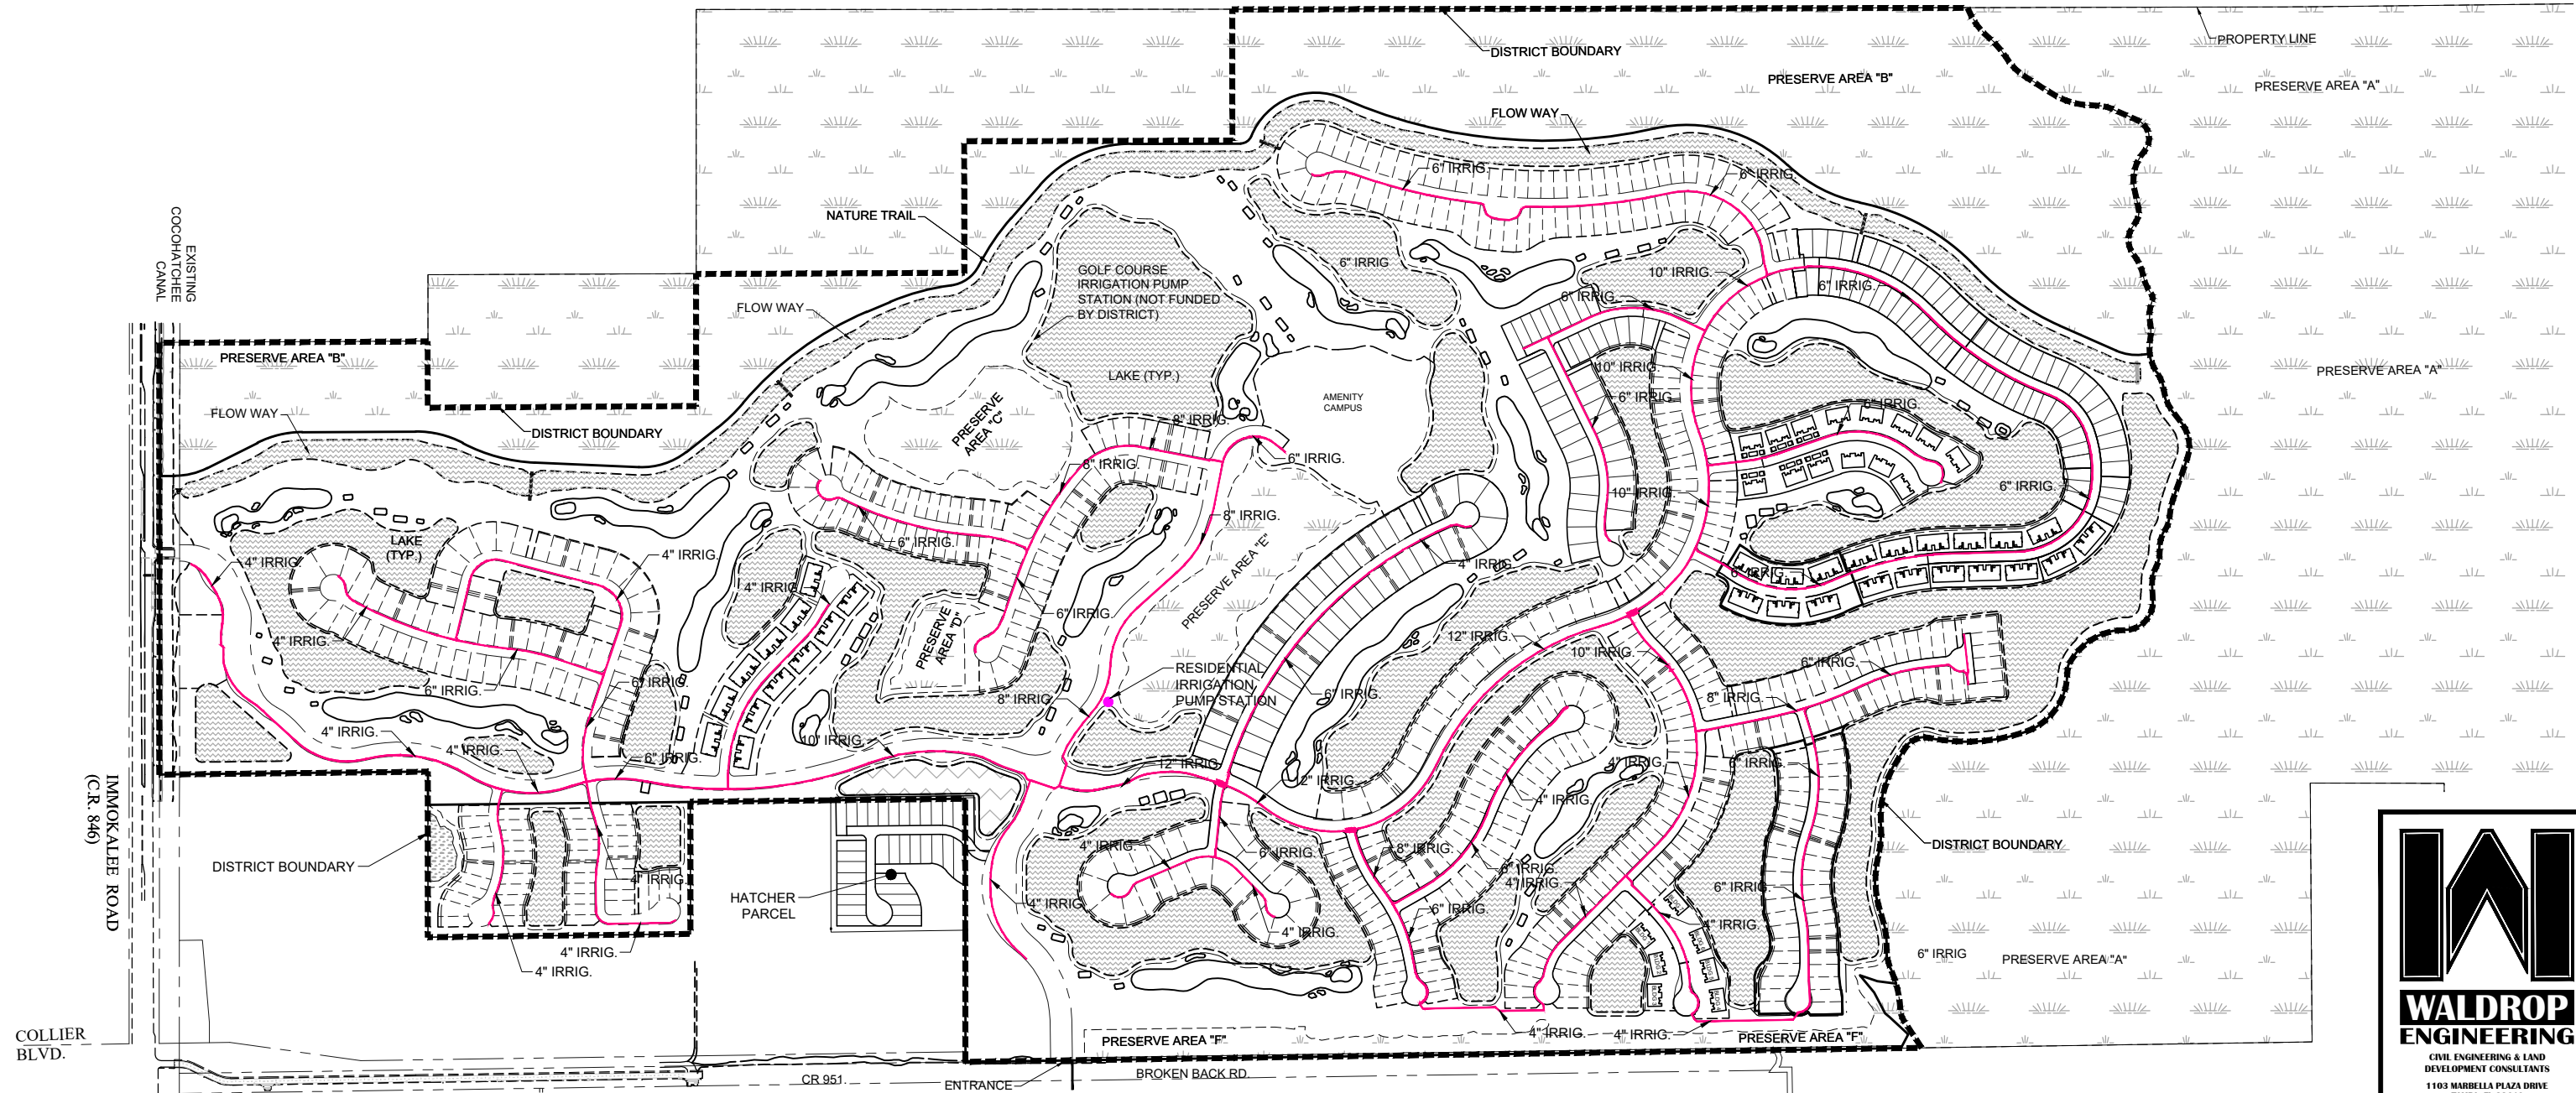 DISTRICT BOUNDARY
PROPERTY LINE
PRESERVE AREA "B"
PRESERVE AREA "A"
FLOW WAY
6" IRRIG.
6" IRRIG.
NATURE TRAIL
EXISTING
COCOHATCHEE
CANAL
GOLF COURSE
IRRIGATION PUMP
STATION (NOT FUNDED
BY DISTRICT)
6" IRRIG
10" IRRIG.
6" IRRIG.
6" IRRIG.
FLOW WAY
PRESERVE AREA "B"
LAKE (TYP.)
10" IRRIG.
PRESERVE AREA "A"
AMENITY
CAMPUS
6" IRRIG.
6" IRRIG.
FLOW WAY
DISTRICT BOUNDARY
PRESERVE
AREA "C"
8" IRRIG.
6" IRRIG.
8" IRRIG.
10" IRRIG.
6" IRRIG.
8" IRRIG.
LAKE
(TYP.)
6" IRRIG.
4" IRRIG.
4" IRRIG.
4" IRRIG.
4" IRRIG.
PRESERVE AREA "E"
6" IRRIG.
PRESERVE
AREA "D"
6" IRRIG.
4" IRRIG.
12" IRRIG.
10" IRRIG.
6" IRRIG.
RESIDENTIAL
IRRIGATION
PUMP STATION
6" IRRIG.
6" IRRIG.
6" IRRIG.
8" IRRIG.
8" IRRIG.
4" IRRIG.
4" IRRIG.
10" IRRIG.
6" IRRIG.
12" IRRIG.
12" IRRIG.
4" IRRIG.
6" IRRIG.
4" IRRIG.
IMMOKALEE ROAD
(C.R. 846)
DISTRICT BOUNDARY
DISTRICT BOUNDARY
4" IRRIG.
6" IRRIG.
8" IRRIG.
6" IRRIG.
4" IRRIG.
4" IRRIG.
6" IRRIG.
HATCHER
PARCEL
4" IRRIG.
6" IRRIG.
4" IRRIG.
4" IRRIG.
4" IRRIG.
4" IRRIG.
6" IRRIG
PRESERVE AREA "A"
WALDROP
ENGINEERING
CIVIL ENGINEERING & LAND
DEVELOPMENT CONSULTANTS
1103 MARBELLA PLAZA DRIVE
COLLIER
BLVD.
4" IRRIG.
4" IRRIG.
PRESERVE AREA "F"
PRESERVE AREA "F"
CR 951
ENTRANCE
BROKEN BACK RD.